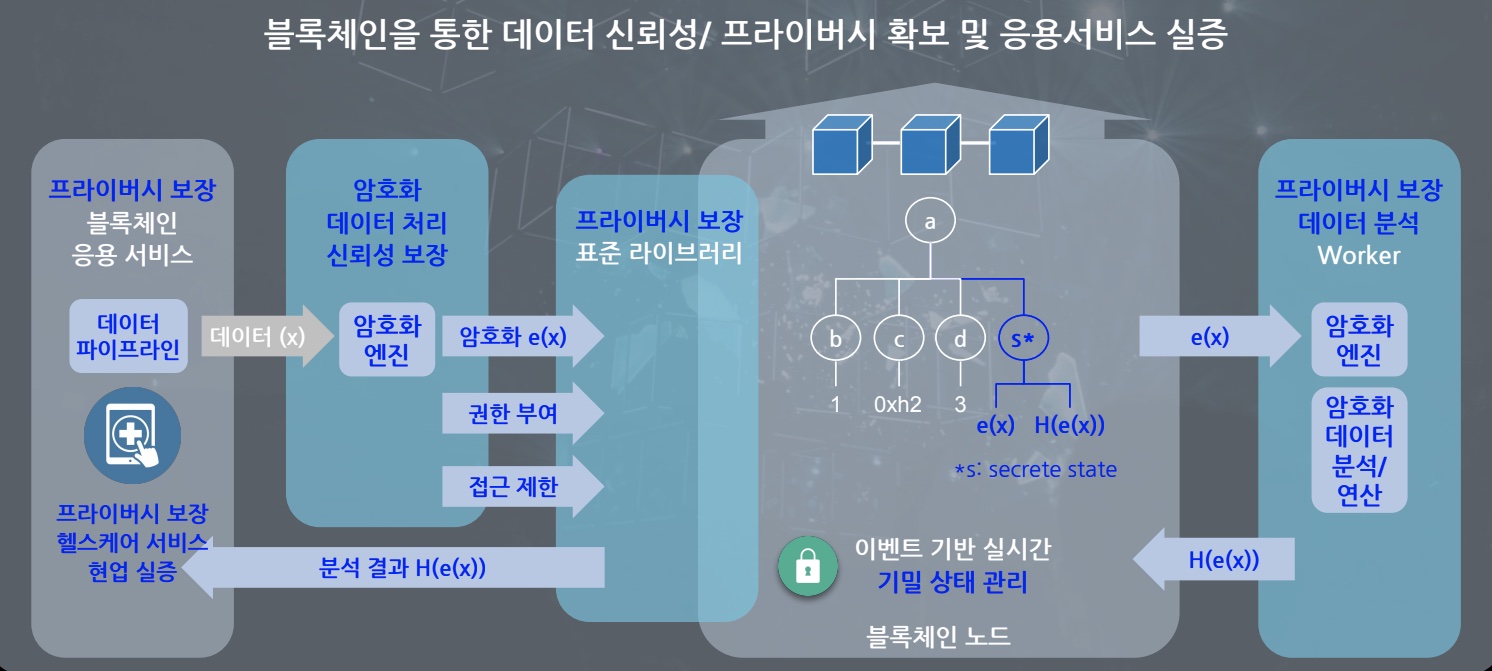 블록체인을 통한 데이터 신뢰성/ 프라이버시 확보 및 응용서비스 실증
프라이버시 보장
블록체인
응용 서비스
데이터
파이프라인
프라이버시 보장
헬스케어 서비스
현업 실증
데이터 (x)
암호화
데이터 처리
신뢰성 보장
암호화
엔진
암호화 e(x)
권한 부여
접근 제한
분석 결과 H(e(x))
프라이버시 보장
표준 라이브러리
a
b
c
d
s*
1
0xh2
3
e(x)
H(e(x))
*s: secrete state
이벤트 기반 실시간
기밀 상태 관리
블록체인 노드
e(x)
H(e(x))
프라이버시 보장
데이터 분석
Worker
암호화
엔진
암호화
데이터
분석/
연산